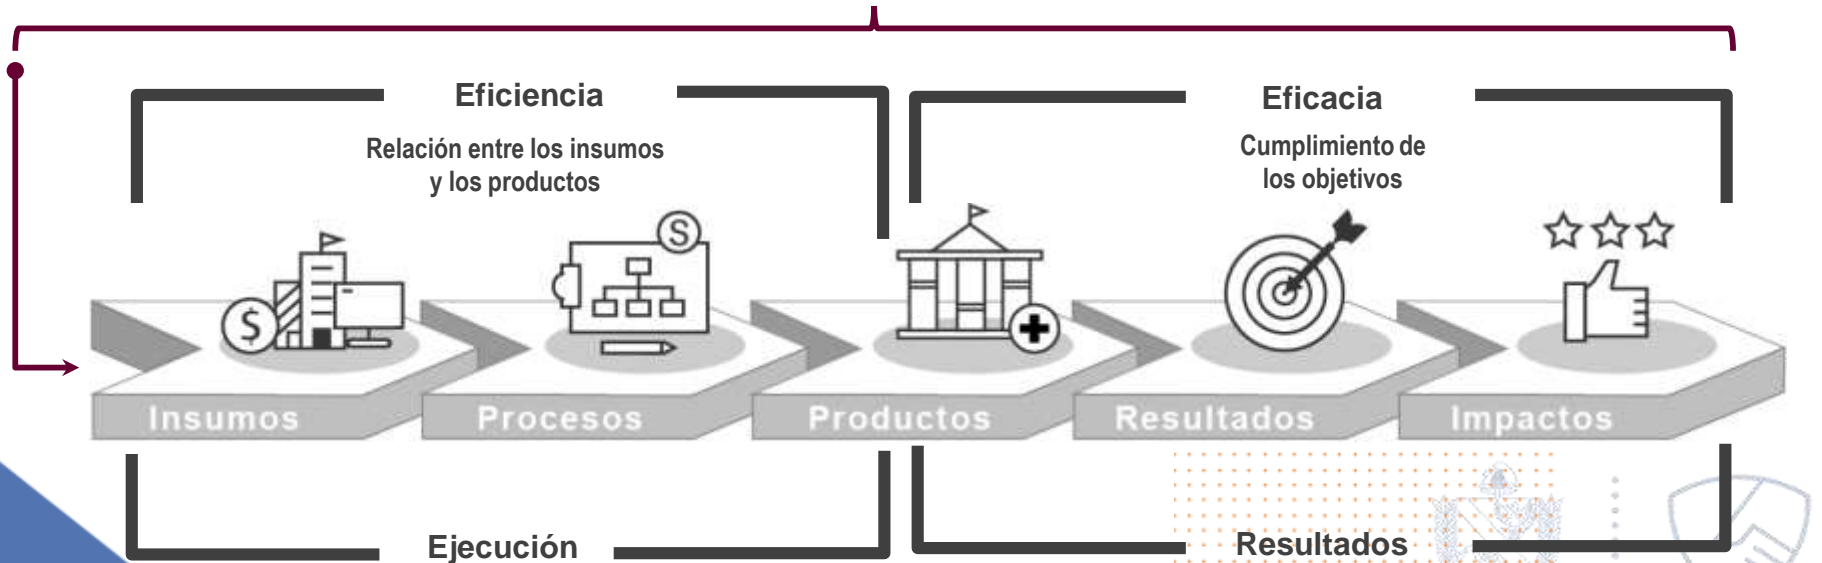 Eficiencia
Relación entre los insumos
y los productos
Eficacia
Cumplimiento de
los objetivos
$
S
Insumos
Procesos
Productos
Resultados
Impactos
Ejecución
Resultados